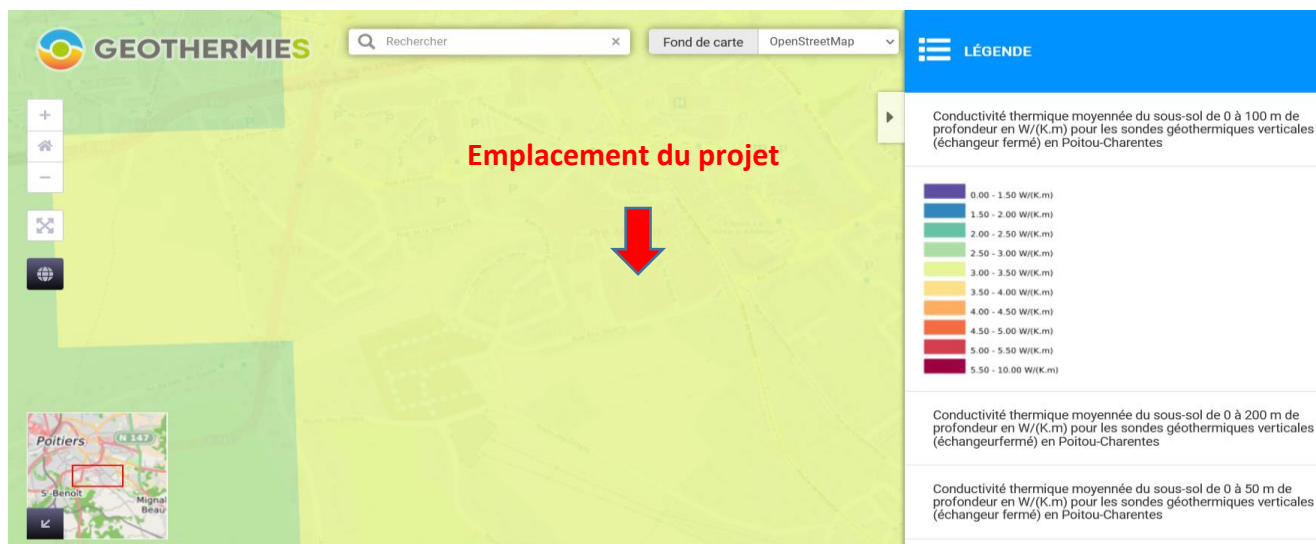 GEOTHERMIES
Rechercher ×
Fond de carte OpenStreetMap
LÉGENDE
+
−
Emplacement du projet
Conductivité thermique moyennée du sous-sol de 0 à 100 m de
profondeur en W/(K.m) pour les sondes géothermiques verticales
(échangeur fermé) en Poitou-Charentes
0.00 - 1.50 W/(K.m)
1.50 - 2.00 W/(K.m)
2.00 - 2.50 W/(K.m)
2.50 - 3.00 W/(K.m)
3.00 - 3.50 W/(K.m)
3.50 - 4.00 W/(K.m)
4.00 - 4.50 W/(K.m)
4.50 - 5.00 W/(K.m)
5.00 - 5.50 W/(K.m)
5.50 - 10.00 W/(K.m)
Conductivité thermique moyennée du sous-sol de 0 à 200 m de
profondeur en W/(K.m) pour les sondes géothermiques verticales
(échangeurfermé) en Poitou-Charentes
Conductivité thermique moyennée du sous-sol de 0 à 50 m de
profondeur en W/(K.m) pour les sondes géothermiques verticales
(échangeur fermé) en Poitou-Charentes
Poitiers
N 147
S'-Benoît
Mignal
Beau